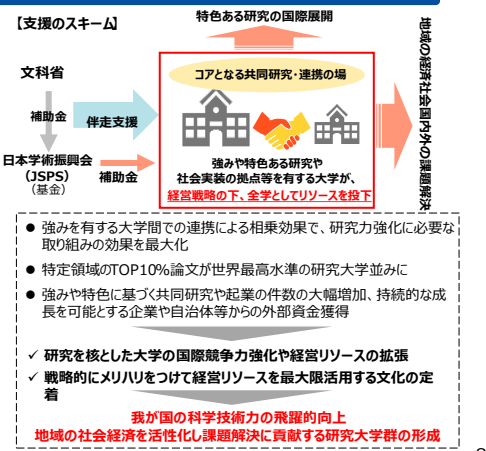 【支援のスキーム】
特色ある研究の国際展開
文科省
補助金
伴走支援
日本学術振興会
(JSPS)
(基金)
補助金
コアとなる共同研究・連携の場
強みや特色ある研究や
社会実装の拠点等を有する大学が、
経営戦略の下、全学としてリソースを投下
地域の経済社会国内外の課題解決
● 強みを有する大学間での連携による相乗効果で、研究力強化に必要な
取り組みの効果を最大化
● 特定領域のTOP10%論文が世界最高水準の研究大学並みに
● 強みや特色に基づく共同研究や起業の件数の大幅増加、持続的な成
長を可能とする企業や自治体等からの外部資金獲得
✓ 研究を核とした大学の国際競争力強化や経営リソースの拡張
✓ 戦略的にメリハリをつけて経営リソースを最大限活用する文化の定
着
我が国の科学技術力の飛躍的向上
地域の社会経済を活性化し課題解決に貢献する研究大学群の形成